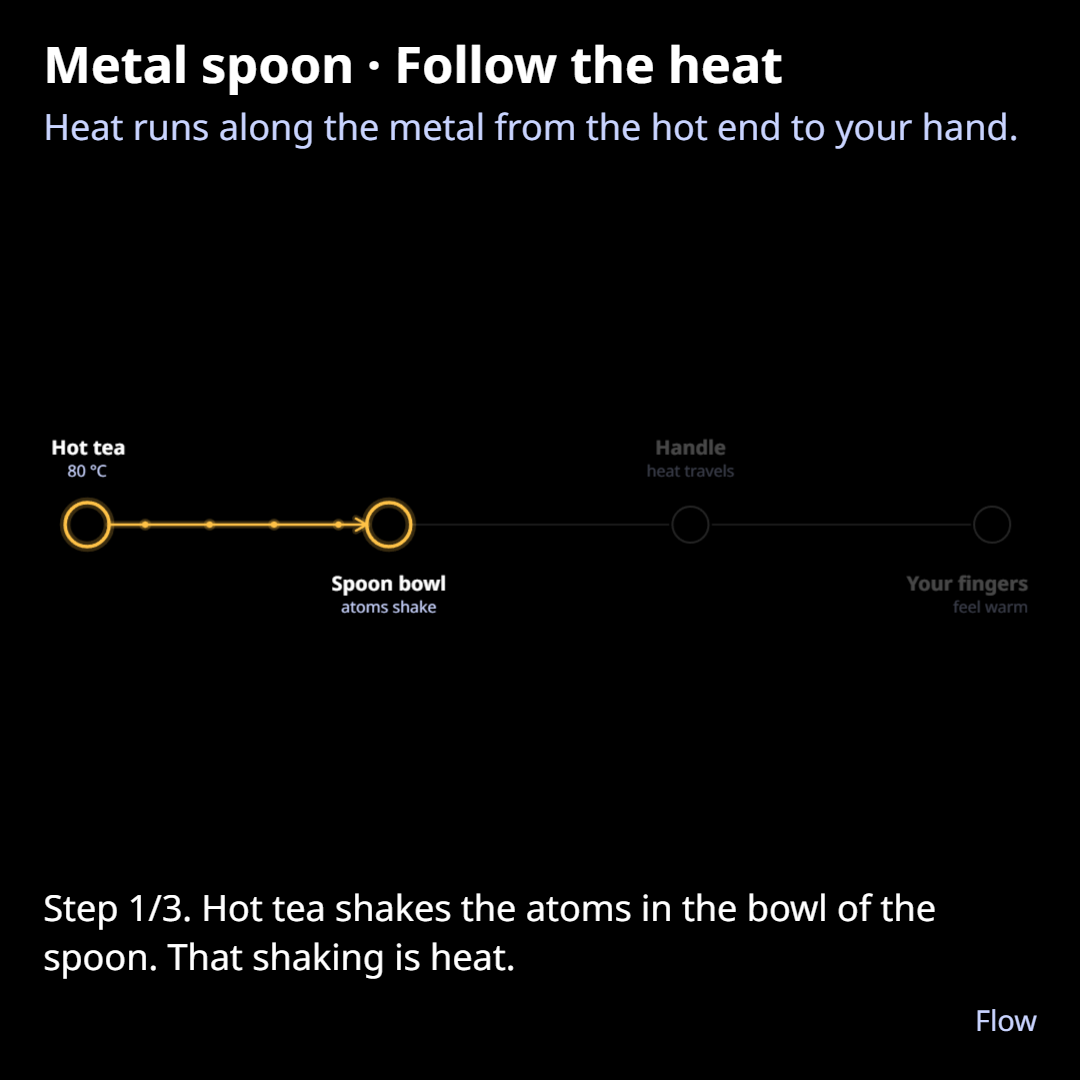 Metal spoon · Follow the heat
Heat runs along the metal from the hot end to your hand.
Hot tea
80 °C
Spoon bowl
atoms shake
Handle
heat travels
Your fingers
feel warm
Step 1/3. Hot tea shakes the atoms in the bowl of the
spoon. That shaking is heat.
Flow